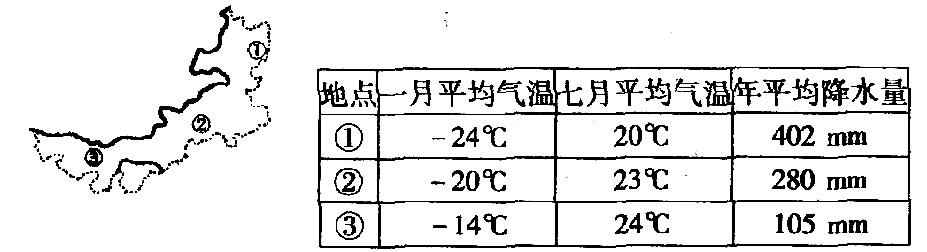 ①
②
③
地点 一月平均气温 七月平均气温 年平均降水量
① -24℃ 20℃ 402 mm
② -20℃ 23℃ 280 mm
③ -14℃ 24℃ 105 mm